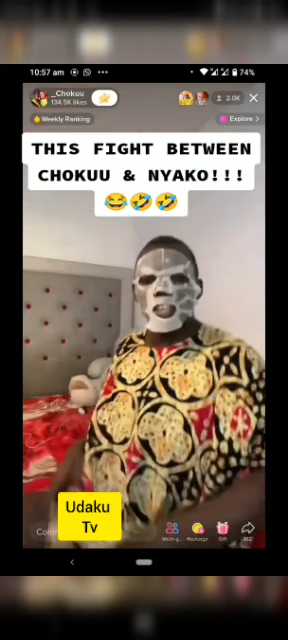 10:57 am
74%
_Chokuu
134.5K likes
2.0K
Weekly Ranking
Explore >
THIS FIGHT BETWEEN
CHOKUU & NYAKO!!!
😂🤣🤣
Udaku
Tv
Multi-g...
Recharge
Gift